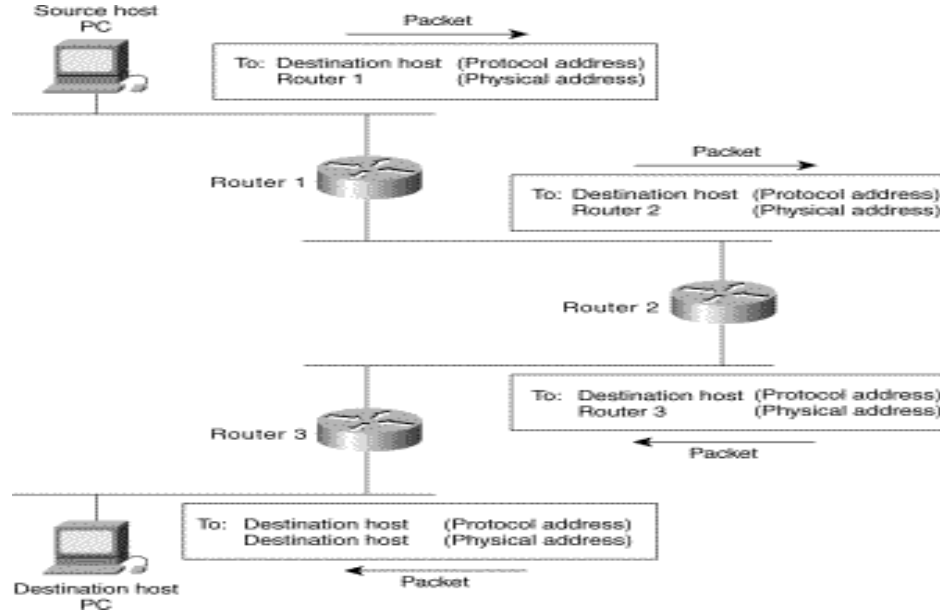 Source host
PC
Packet
To: Destination host (Protocol address)
Router 1 (Physical address)
Router 1
Packet
To: Destination host (Protocol address)
Router 2 (Physical address)
Router 2
To: Destination host (Protocol address)
Router 3 (Physical address)
Router 3
Packet
To: Destination host (Protocol address)
Destination host (Physical address)
Destination host
PC
Packet